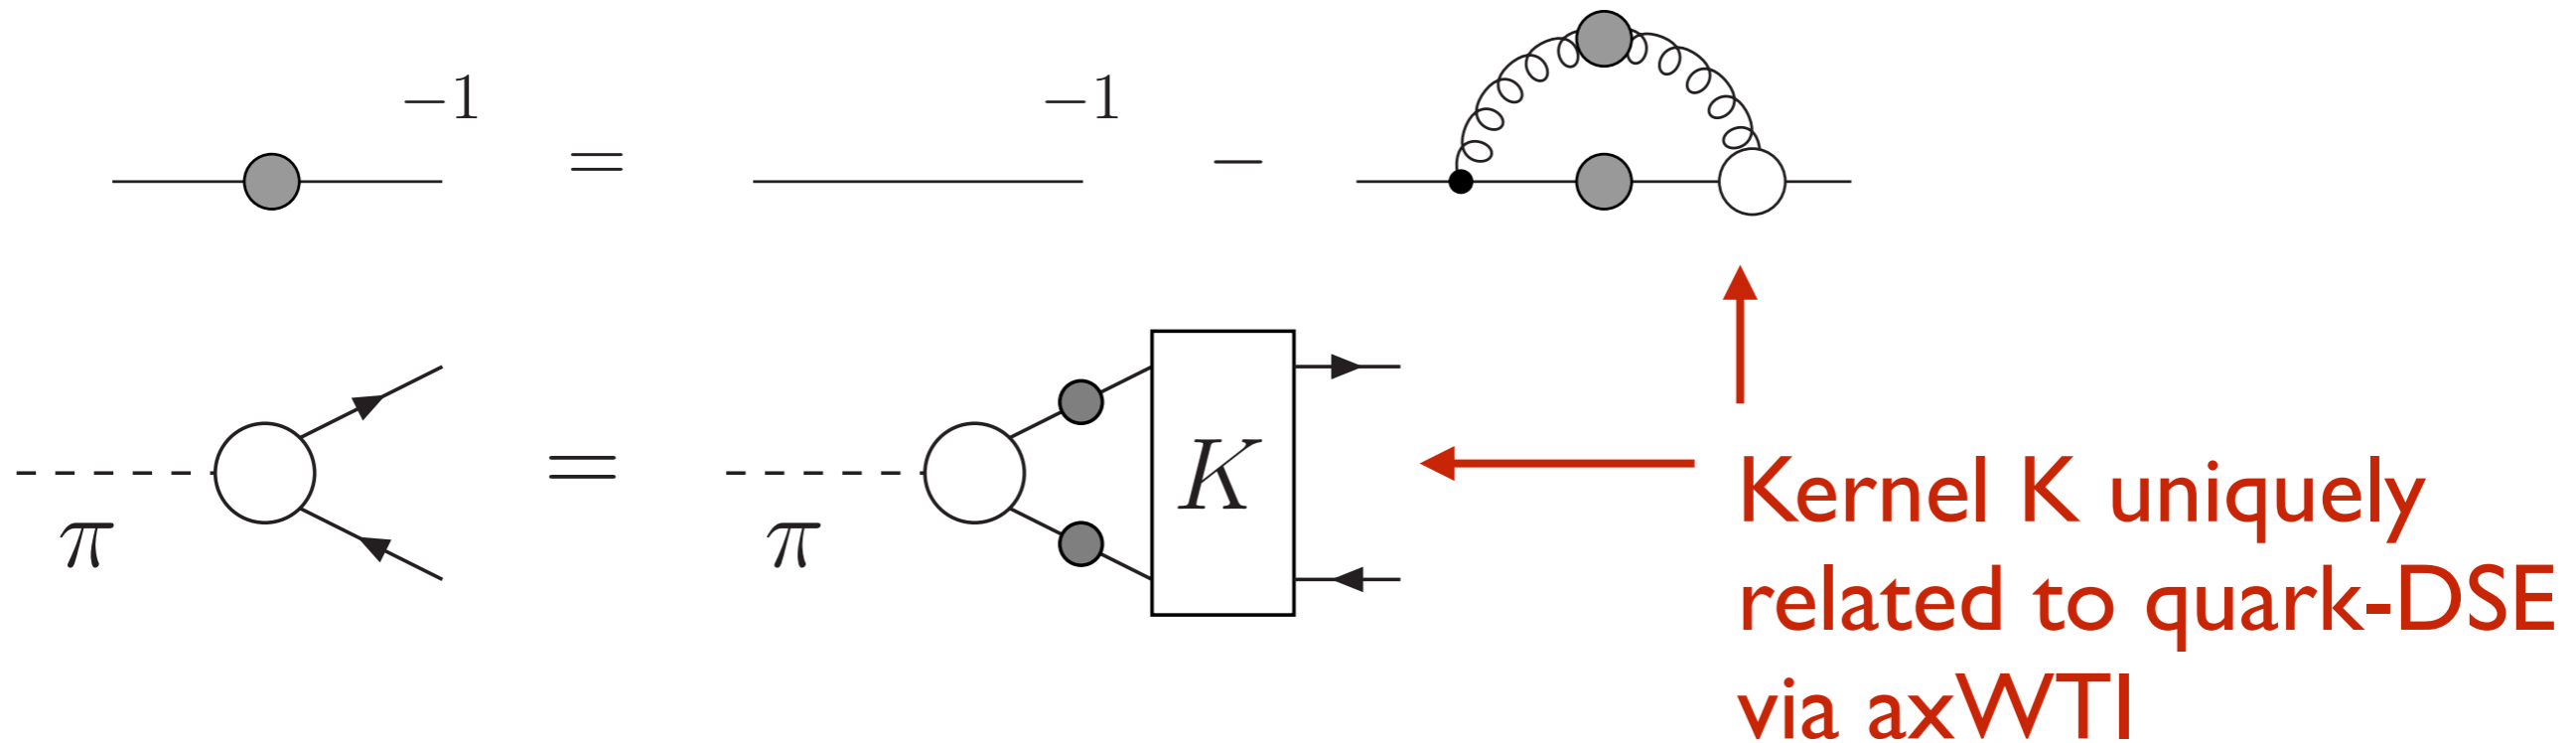 −1 = −1 −
π = π K
Kernel K uniquely
related to quark-DSE
via axWTI